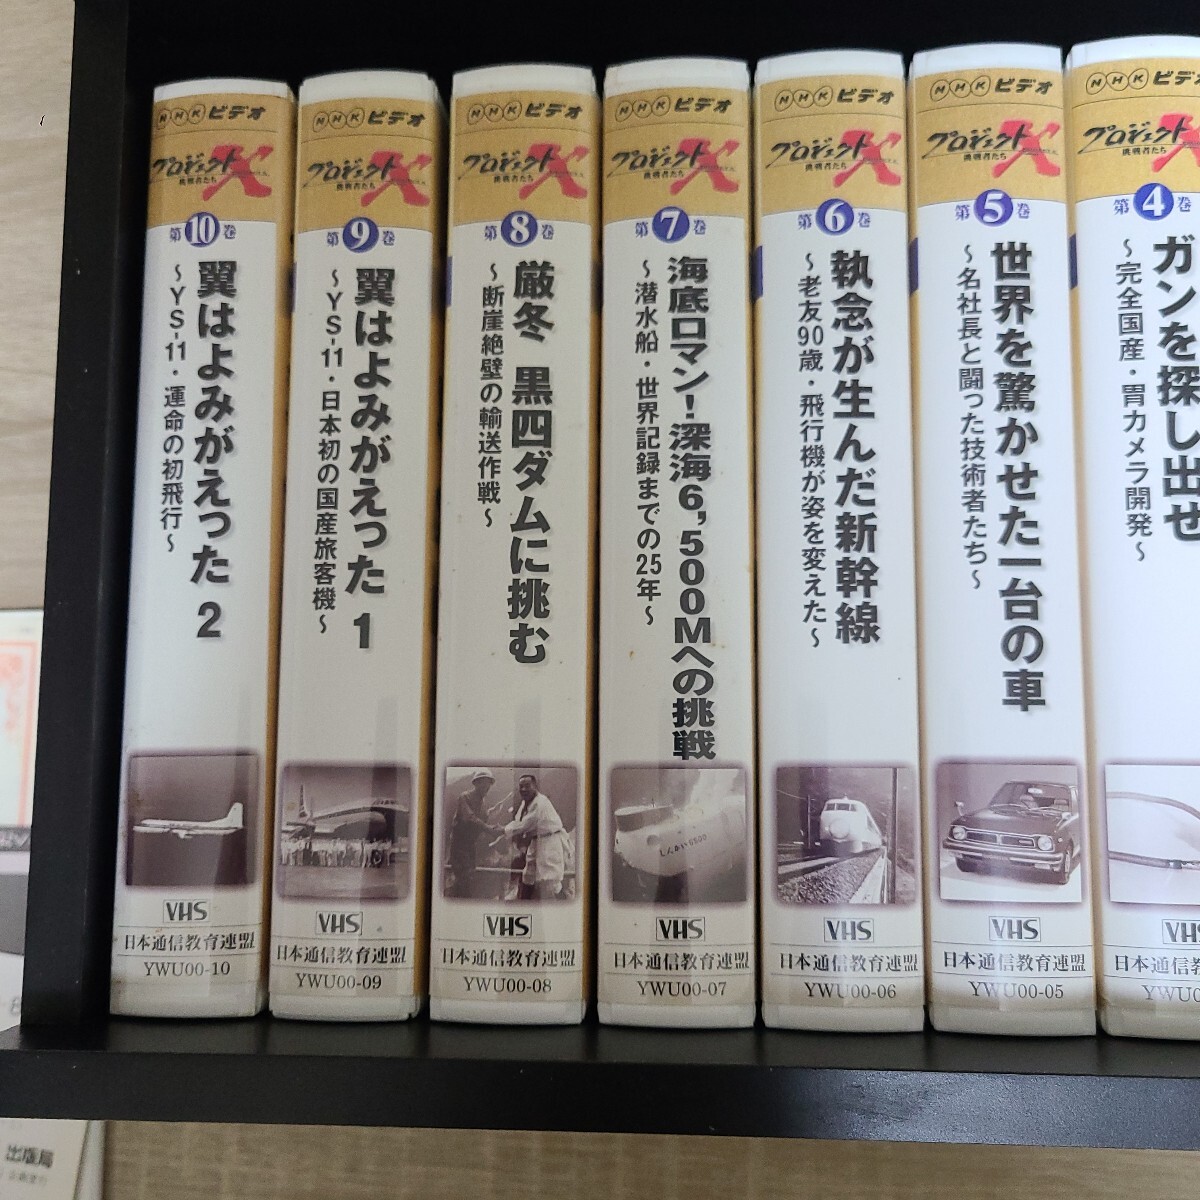 NHKビデオ
プロジェクトX
挑戦者たち
第10巻
翼はよみがえった 2
～YS-11・運命の初飛行～
VHS
日本通信教育連盟
YWU00-10
NHKビデオ
プロジェクトX
挑戦者たち
第9巻
翼はよみがえった 1
～YS-11・日本初の国産旅客機～
VHS
日本通信教育連盟
YWU00-09
NHKビデオ
プロジェクトX
挑戦者たち
第8巻
厳冬 黒四ダムに挑む
～断崖絶壁の輸送作戦～
VHS
日本通信教育連盟
YWU00-08
NHKビデオ
プロジェクトX
挑戦者たち
第7巻
海底ロマン！深海6,500Mへの挑戦
～潜水船・世界記録までの25年～
しんかい6500
VHS
日本通信教育連盟
YWU00-07
NHKビデオ
プロジェクトX
挑戦者たち
第6巻
執念が生んだ新幹線
～老友90歳・飛行機が姿を変えた～
VHS
日本通信教育連盟
YWU00-06
NHKビデオ
プロジェクトX
挑戦者たち
第5巻
世界を驚かせた一台の車
～名社長と闘った技術者たち～
VHS
日本通信教育連盟
YWU00-05
NHKビデ
プロジェクト
挑戦者たち
第4巻
ガンを探し出せ
～完全国産・胃カメラ開発～
VHS
日本通信教
YWU0
出版局